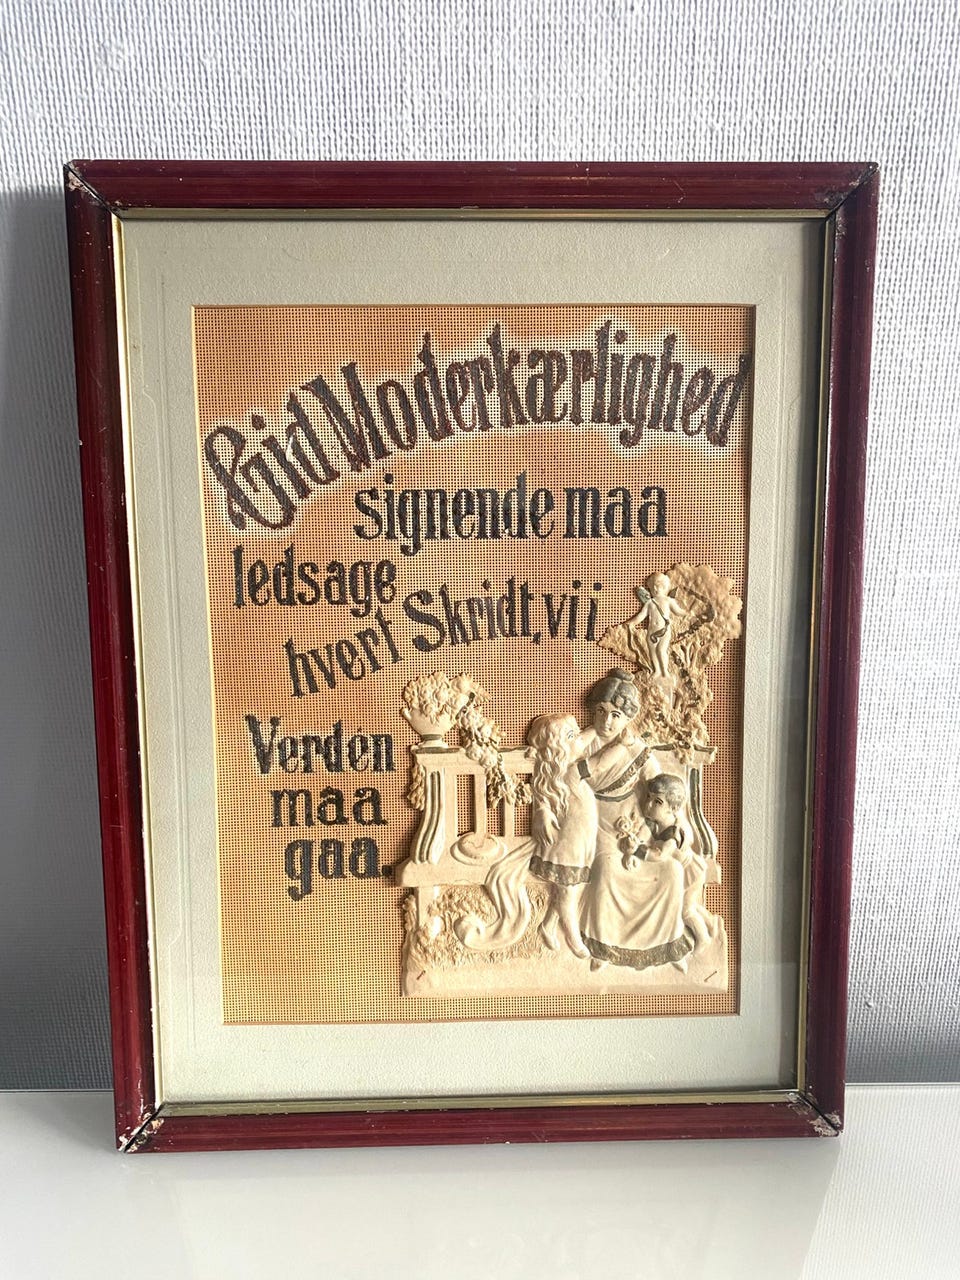 Gid Moderkærlighed
signende maa
ledsage
hvert Skridt, vi i
Verden
maa
gaa.